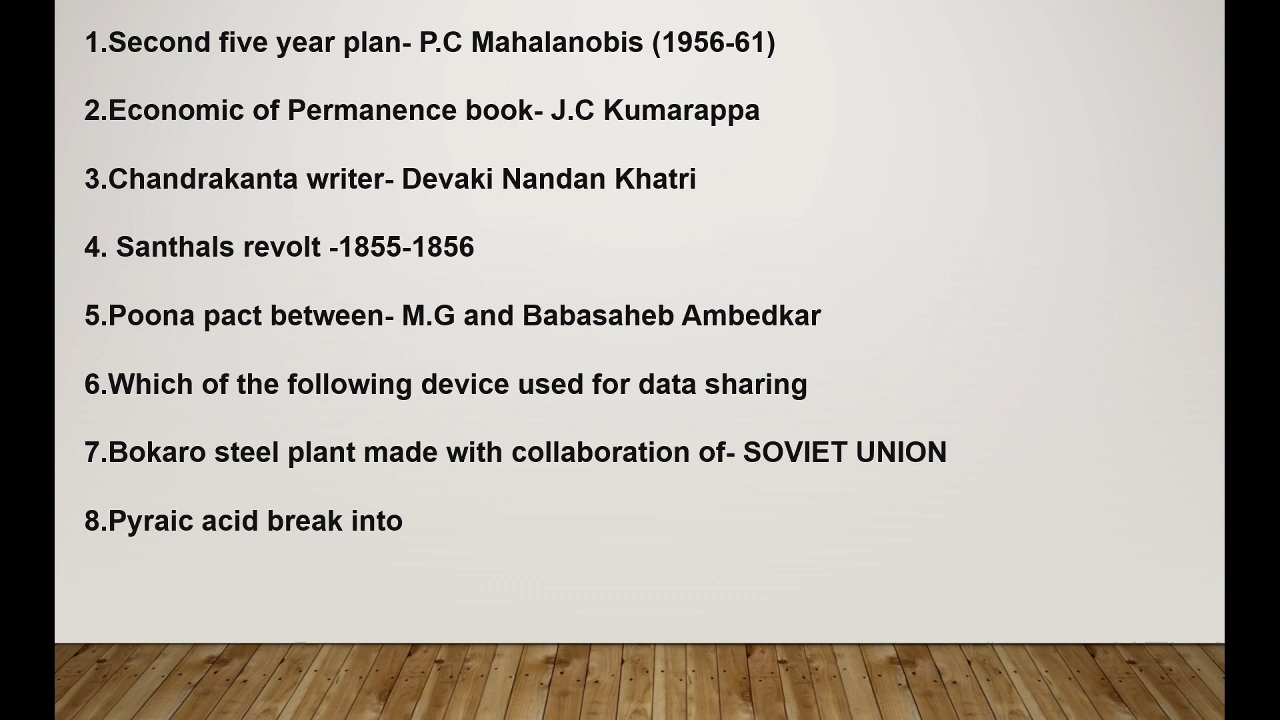 1.Second five year plan- P.C Mahalanobis (1956-61)
2.Economic of Permanence book- J.C Kumarappa
3.Chandrakanta writer- Devaki Nandan Khatri
4. Santhals revolt -1855-1856
5.Poona pact between- M.G and Babasaheb Ambedkar
6.Which of the following device used for data sharing
7.Bokaro steel plant made with collaboration of- SOVIET UNION
8.Pyraic acid break into